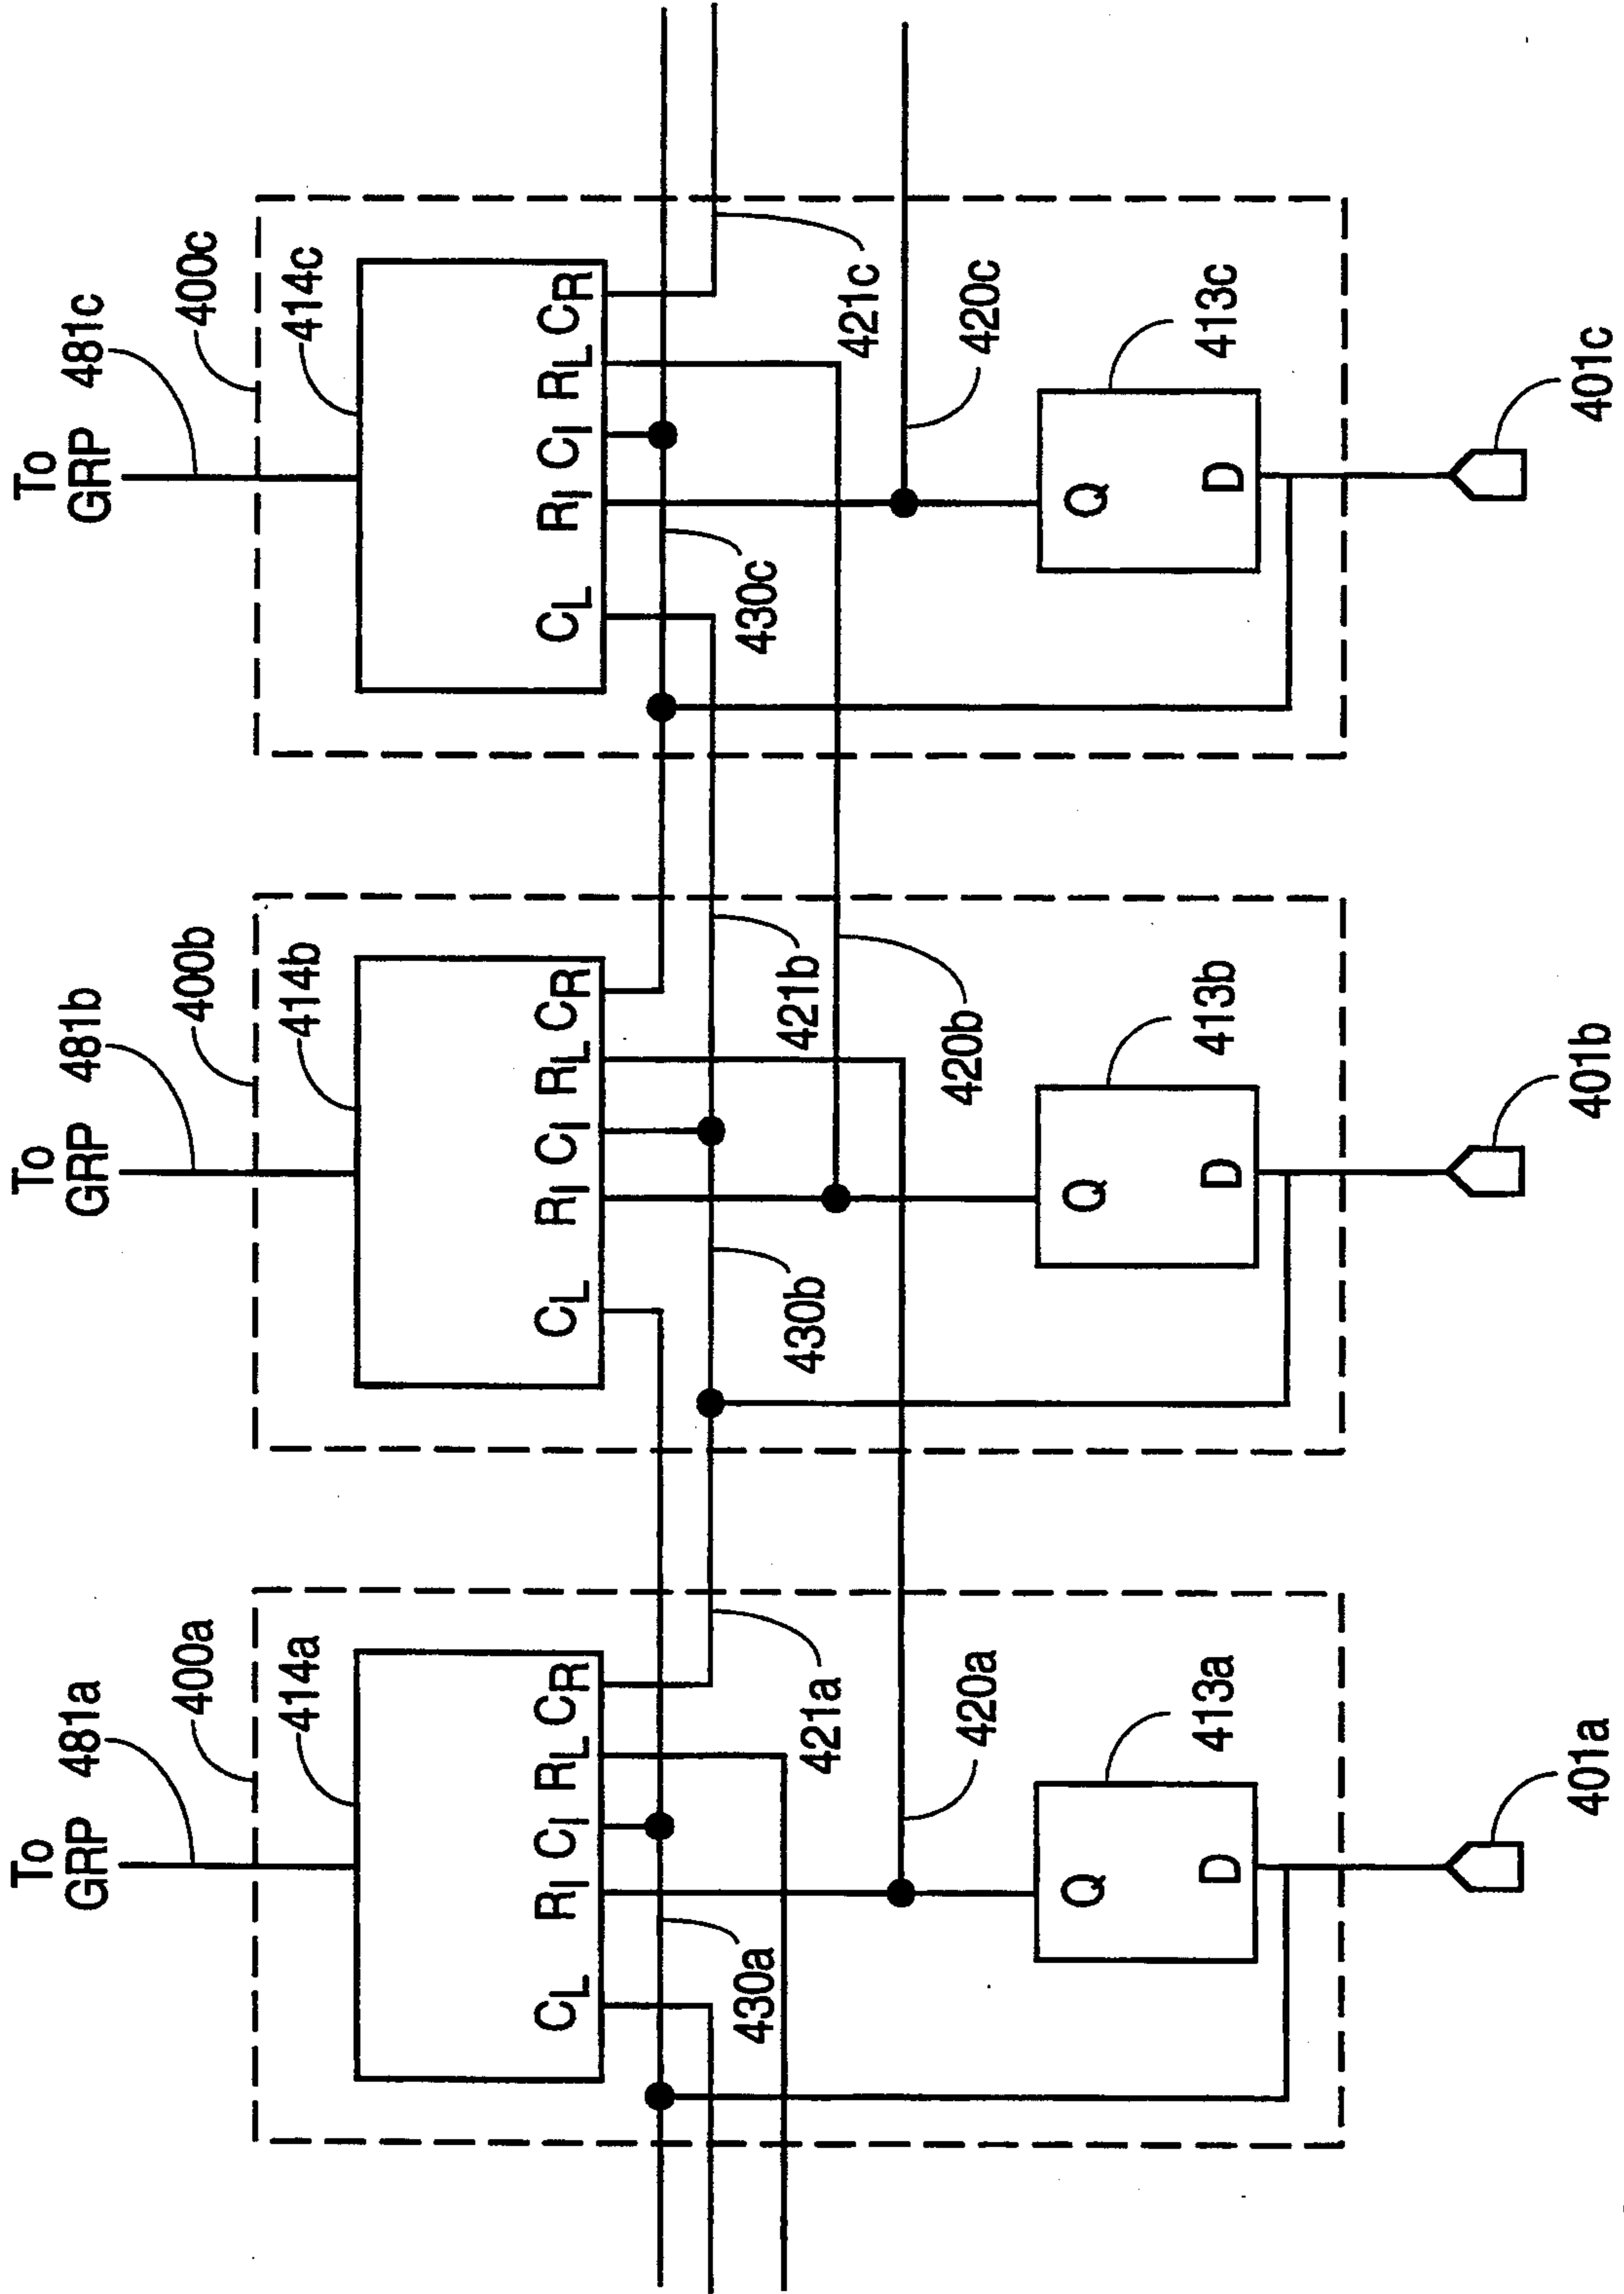 To
GRP
481a
400a
414a
CL RI CI RL CR
430a
421a
420a
Q
D
413a
401a
To
GRP
481b
400b
414b
CL RI CI RL CR
430b
421b
420b
Q
D
413b
401b
To
GRP
481c
400c
414c
CL RI CI RL CR
430c
421c
420c
Q
D
413c
401c